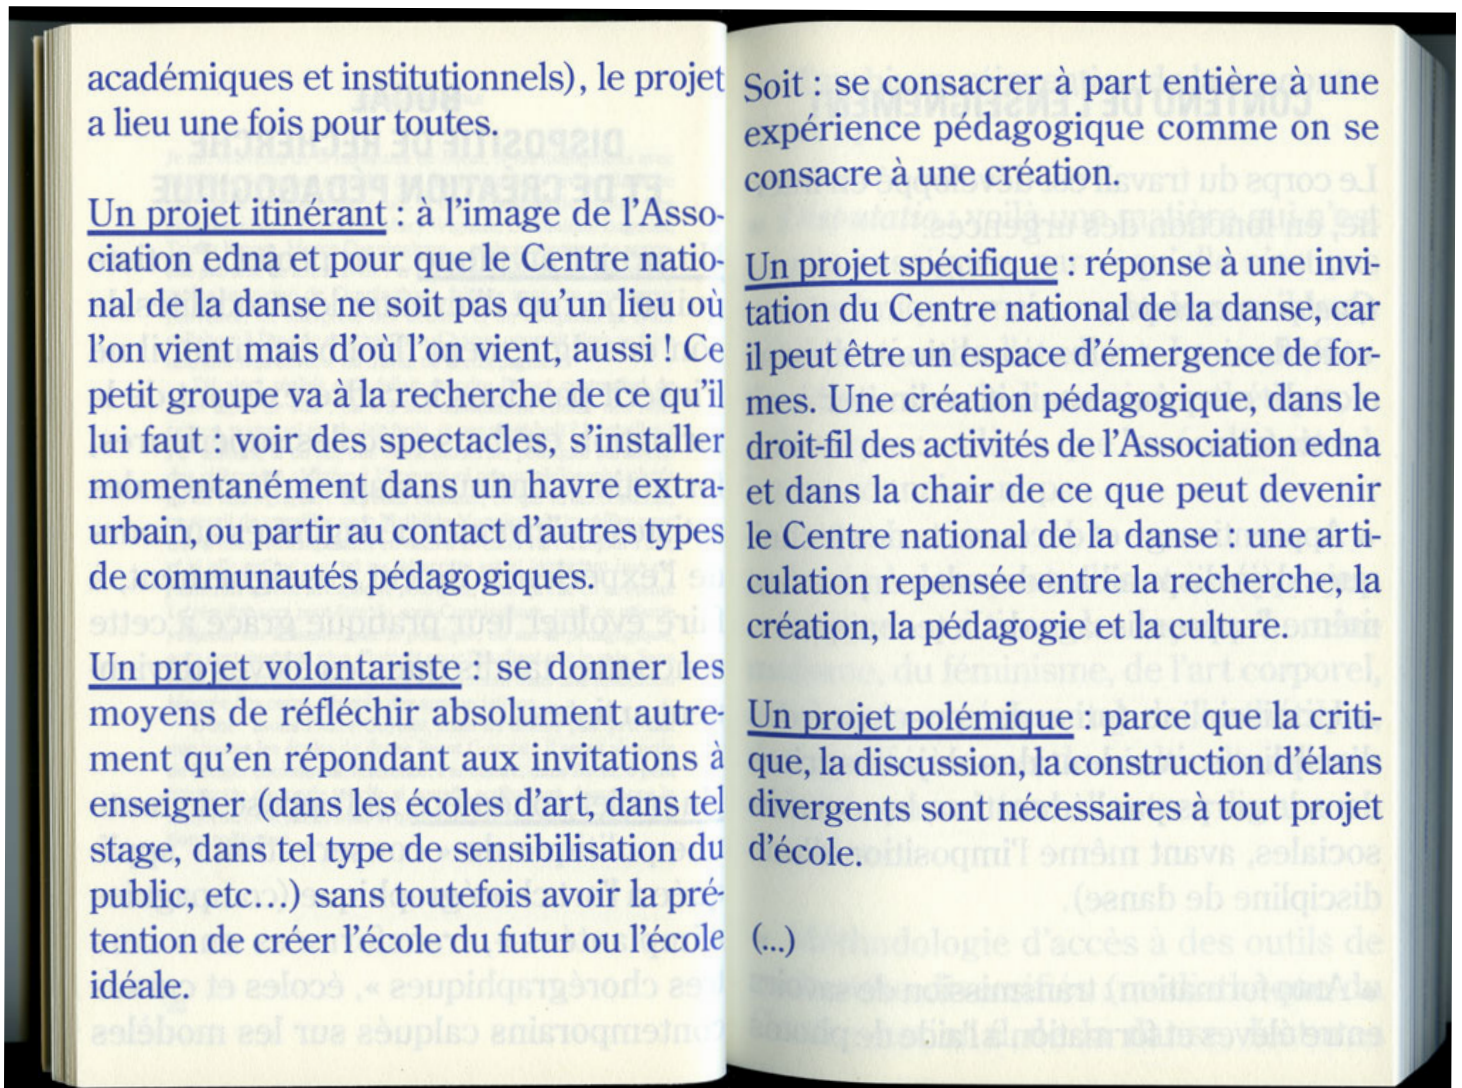 académiques et institutionnels), le projet
a lieu une fois pour toutes.
Un projet itinérant : à l'image de l'Asso-
ciation edna et pour que le Centre natio-
nal de la danse ne soit pas qu'un lieu où
l'on vient mais d'où l'on vient, aussi ! Ce
petit groupe va à la recherche de ce qu'il
lui faut : voir des spectacles, s'installer
momentanément dans un havre extra-
urbain, ou partir au contact d'autres types
de communautés pédagogiques.
Un projet volontariste : se donner les
moyens de réfléchir absolument autre-
ment qu'en répondant aux invitations à
enseigner (dans les écoles d'art, dans tel
stage, dans tel type de sensibilisation du
public, etc...) sans toutefois avoir la pré-
tention de créer l'école du futur ou l'école
idéale.
Soit : se consacrer à part entière à une
expérience pédagogique comme on se
consacre à une création.
Un projet spécifique : réponse à une invi-
tation du Centre national de la danse, car
il peut être un espace d'émergence de for-
mes. Une création pédagogique, dans le
droit-fil des activités de l'Association edna
et dans la chair de ce que peut devenir
le Centre national de la danse : une arti-
culation repensée entre la recherche, la
création, la pédagogie et la culture.
Un projet polémique : parce que la criti-
que, la discussion, la construction d'élans
divergents sont nécessaires à tout projet
d'école.
(...)